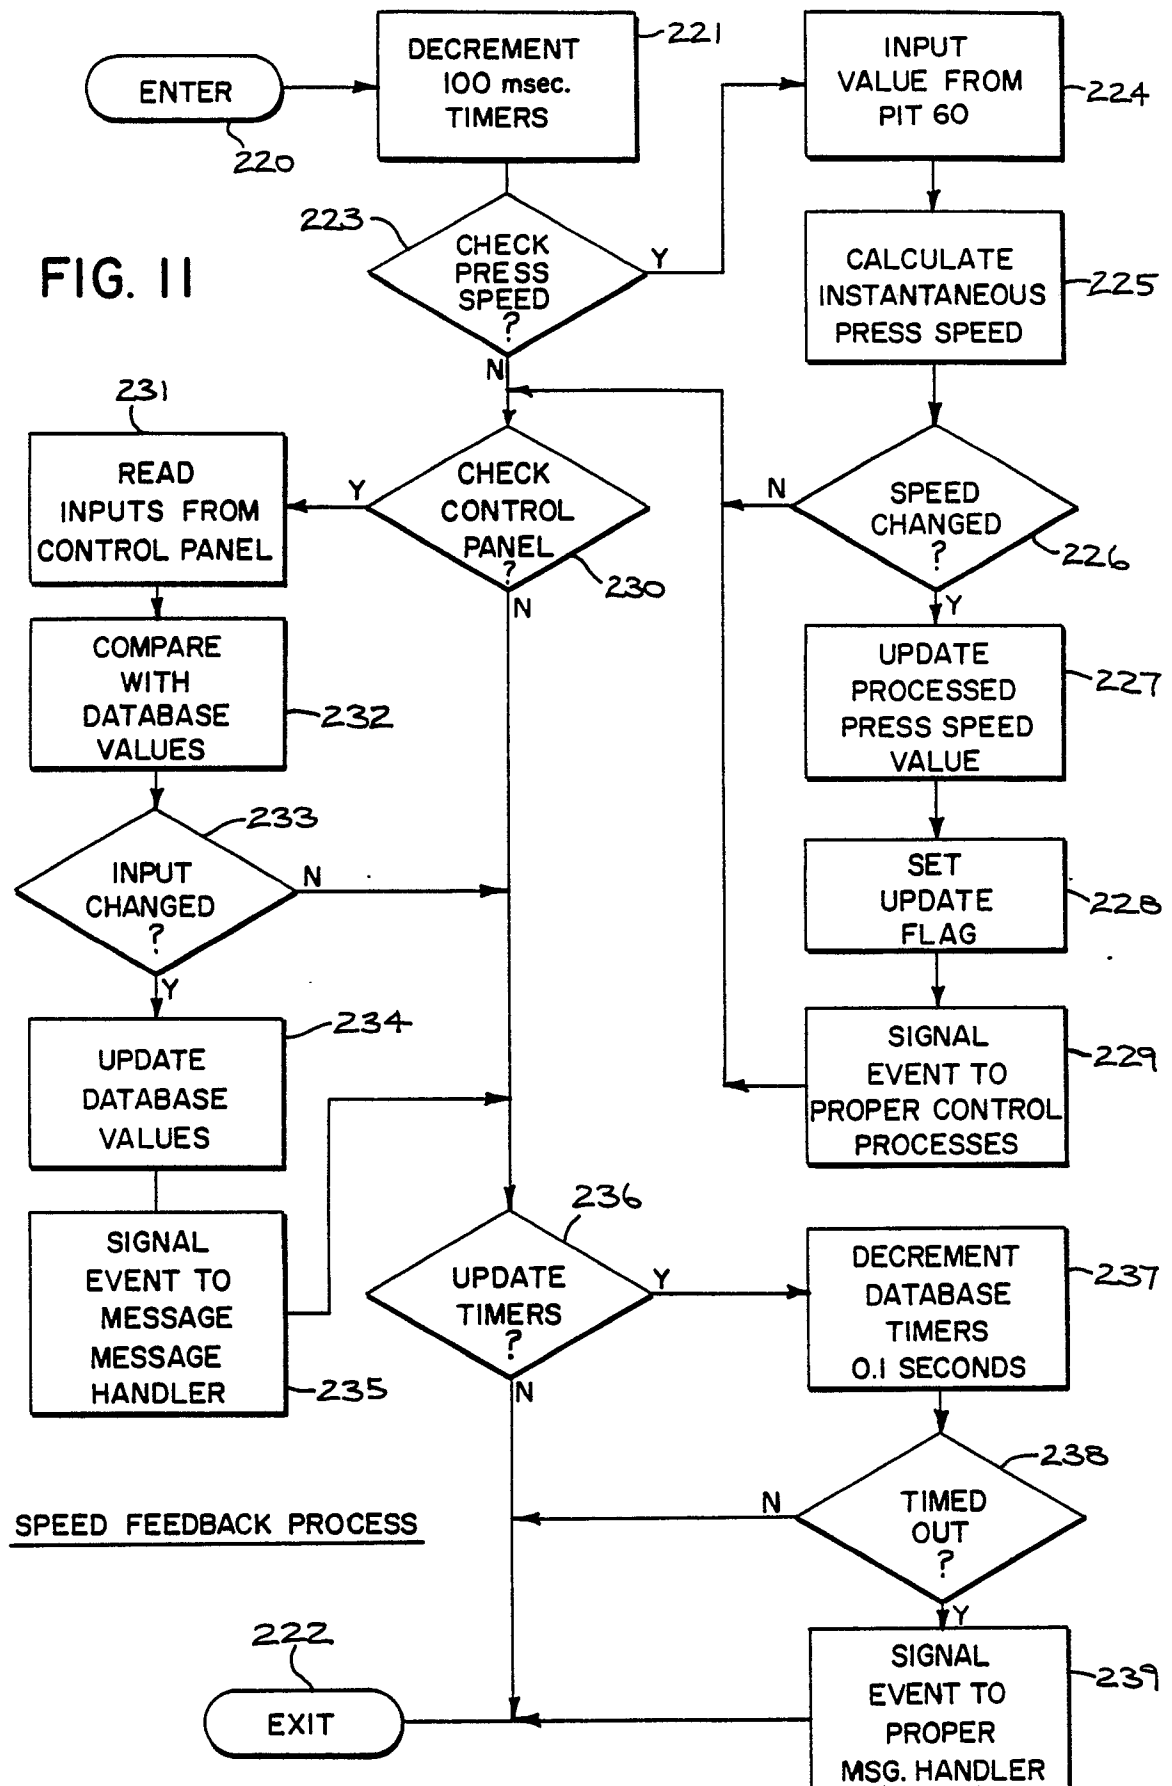 ENTER
220
DECREMENT
100 msec.
TIMERS
221
INPUT
VALUE FROM
PIT 60
224
FIG. 11
223
CHECK
PRESS
SPEED
?
Y
N
CALCULATE
INSTANTANEOUS
PRESS SPEED
225
231
READ
INPUTS FROM
CONTROL PANEL
Y
CHECK
CONTROL
PANEL
?
230
N
N
SPEED
CHANGED
?
226
Y
COMPARE
WITH
DATABASE
VALUES
232
UPDATE
PROCESSED
PRESS SPEED
VALUE
227
233
INPUT
CHANGED
?
N
Y
SET
UPDATE
FLAG
228
234
UPDATE
DATABASE
VALUES
SIGNAL
EVENT TO
PROPER CONTROL
PROCESSES
229
SIGNAL
EVENT TO
MESSAGE
MESSAGE
HANDLER
235
236
UPDATE
TIMERS
?
Y
N
DECREMENT
DATABASE
TIMERS
0.1 SECONDS
237
238
TIMED
OUT
?
N
Y
SPEED FEEDBACK PROCESS
222
EXIT
SIGNAL
EVENT TO
PROPER
MSG. HANDLER
239